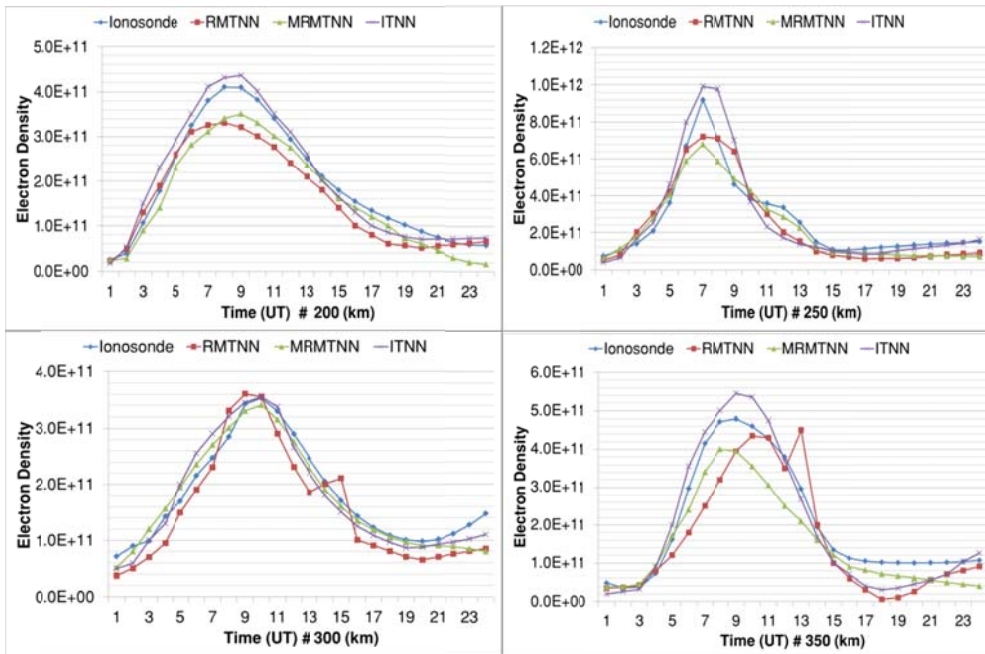 Ionosonde RMTNN MRMTNN ITNN
5.0E+11
4.0E+11
3.0E+11
2.0E+11
1.0E+11
0.0E+00
Electron Density
1 3 5 7 9 11 13 15 17 19 21 23
Time (UT) # 200 (km)
Ionosonde RMTNN MRMTNN ITNN
1.2E+12
1.0E+12
8.0E+11
6.0E+11
4.0E+11
2.0E+11
0.0E+00
Electron Density
1 3 5 7 9 11 13 15 17 19 21 23
Time (UT) # 250 (km)
Ionosonde RMTNN MRMTNN ITNN
4.0E+11
3.0E+11
2.0E+11
1.0E+11
0.0E+00
Electron Density
1 3 5 7 9 11 13 15 17 19 21 23
Time (UT) # 300 (km)
Ionosonde RMTNN MRMTNN ITNN
6.0E+11
5.0E+11
4.0E+11
3.0E+11
2.0E+11
1.0E+11
0.0E+00
Electron Density
1 3 5 7 9 11 13 15 17 19 21 23
Time (UT) # 350 (km)